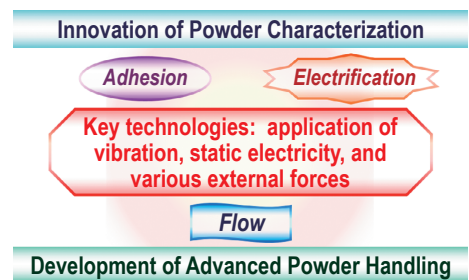 Innovation of Powder Characterization
Adhesion Electrification
Key technologies: application of
vibration, static electricity, and
various external forces
Flow
Development of Advanced Powder Handling